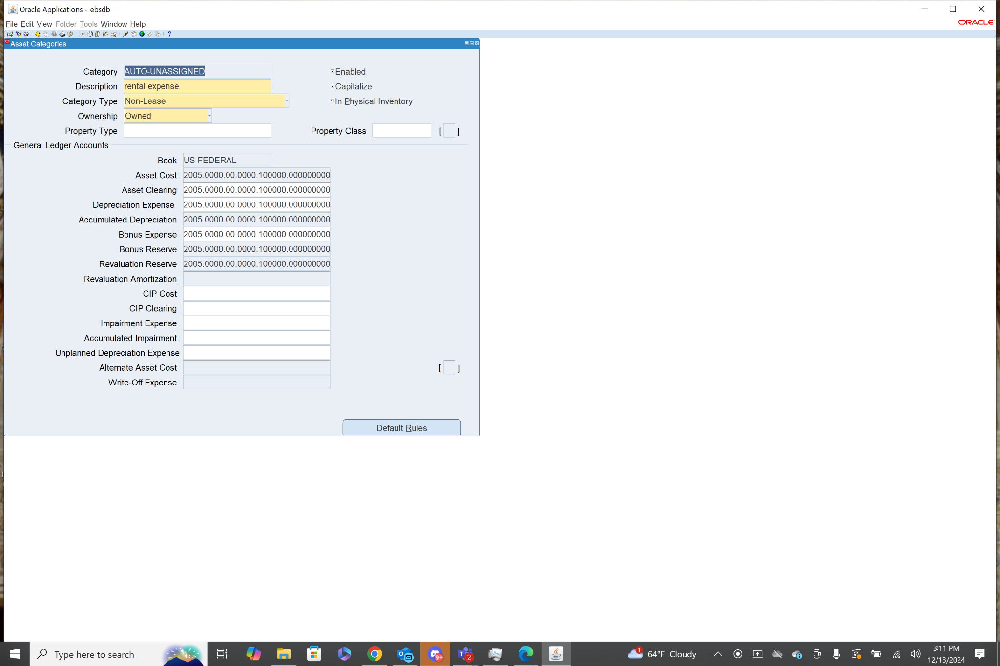 Oracle Applications - ebsdb
File Edit View Folder Tools Window Help
ORACLE
?
Asset Categories
Category AUTO-UNASSIGNED
Enabled
Description rental expense
Capitalize
Category Type Non-Lease
In Physical Inventory
Ownership Owned
Property Type
Property Class [ ]
General Ledger Accounts
Book US FEDERAL
Asset Cost 2005.0000.00.0000.100000.000000000
Asset Clearing 2005.0000.00.0000.100000.000000000
Depreciation Expense 2005.0000.00.0000.100000.000000000
Accumulated Depreciation 2005.0000.00.0000.100000.000000000
Bonus Expense 2005.0000.00.0000.100000.000000000
Bonus Reserve 2005.0000.00.0000.100000.000000000
Revaluation Reserve 2005.0000.00.0000.100000.000000000
Revaluation Amortization
CIP Cost
CIP Clearing
Impairment Expense
Accumulated Impairment
Unplanned Depreciation Expense
Alternate Asset Cost [ ]
Write-Off Expense
Default Rules
Type here to search
9+
2
1
64°F Cloudy
3:11 PM
12/13/2024